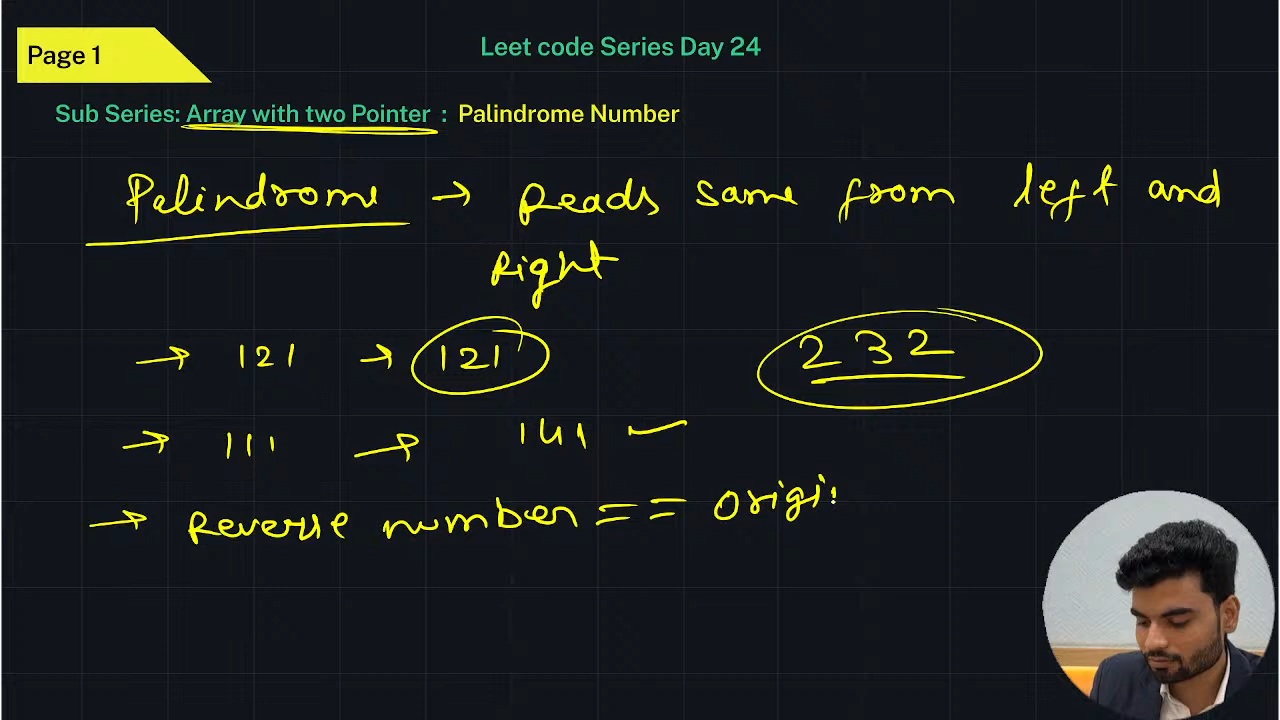 Page 1
Leet code Series Day 24
Sub Series: Array with two Pointer : Palindrome Number
Palindrome → Reads same from left and
Right
→ 121 → 121
232
→ 111 → 141
→ Reverse number == Origi